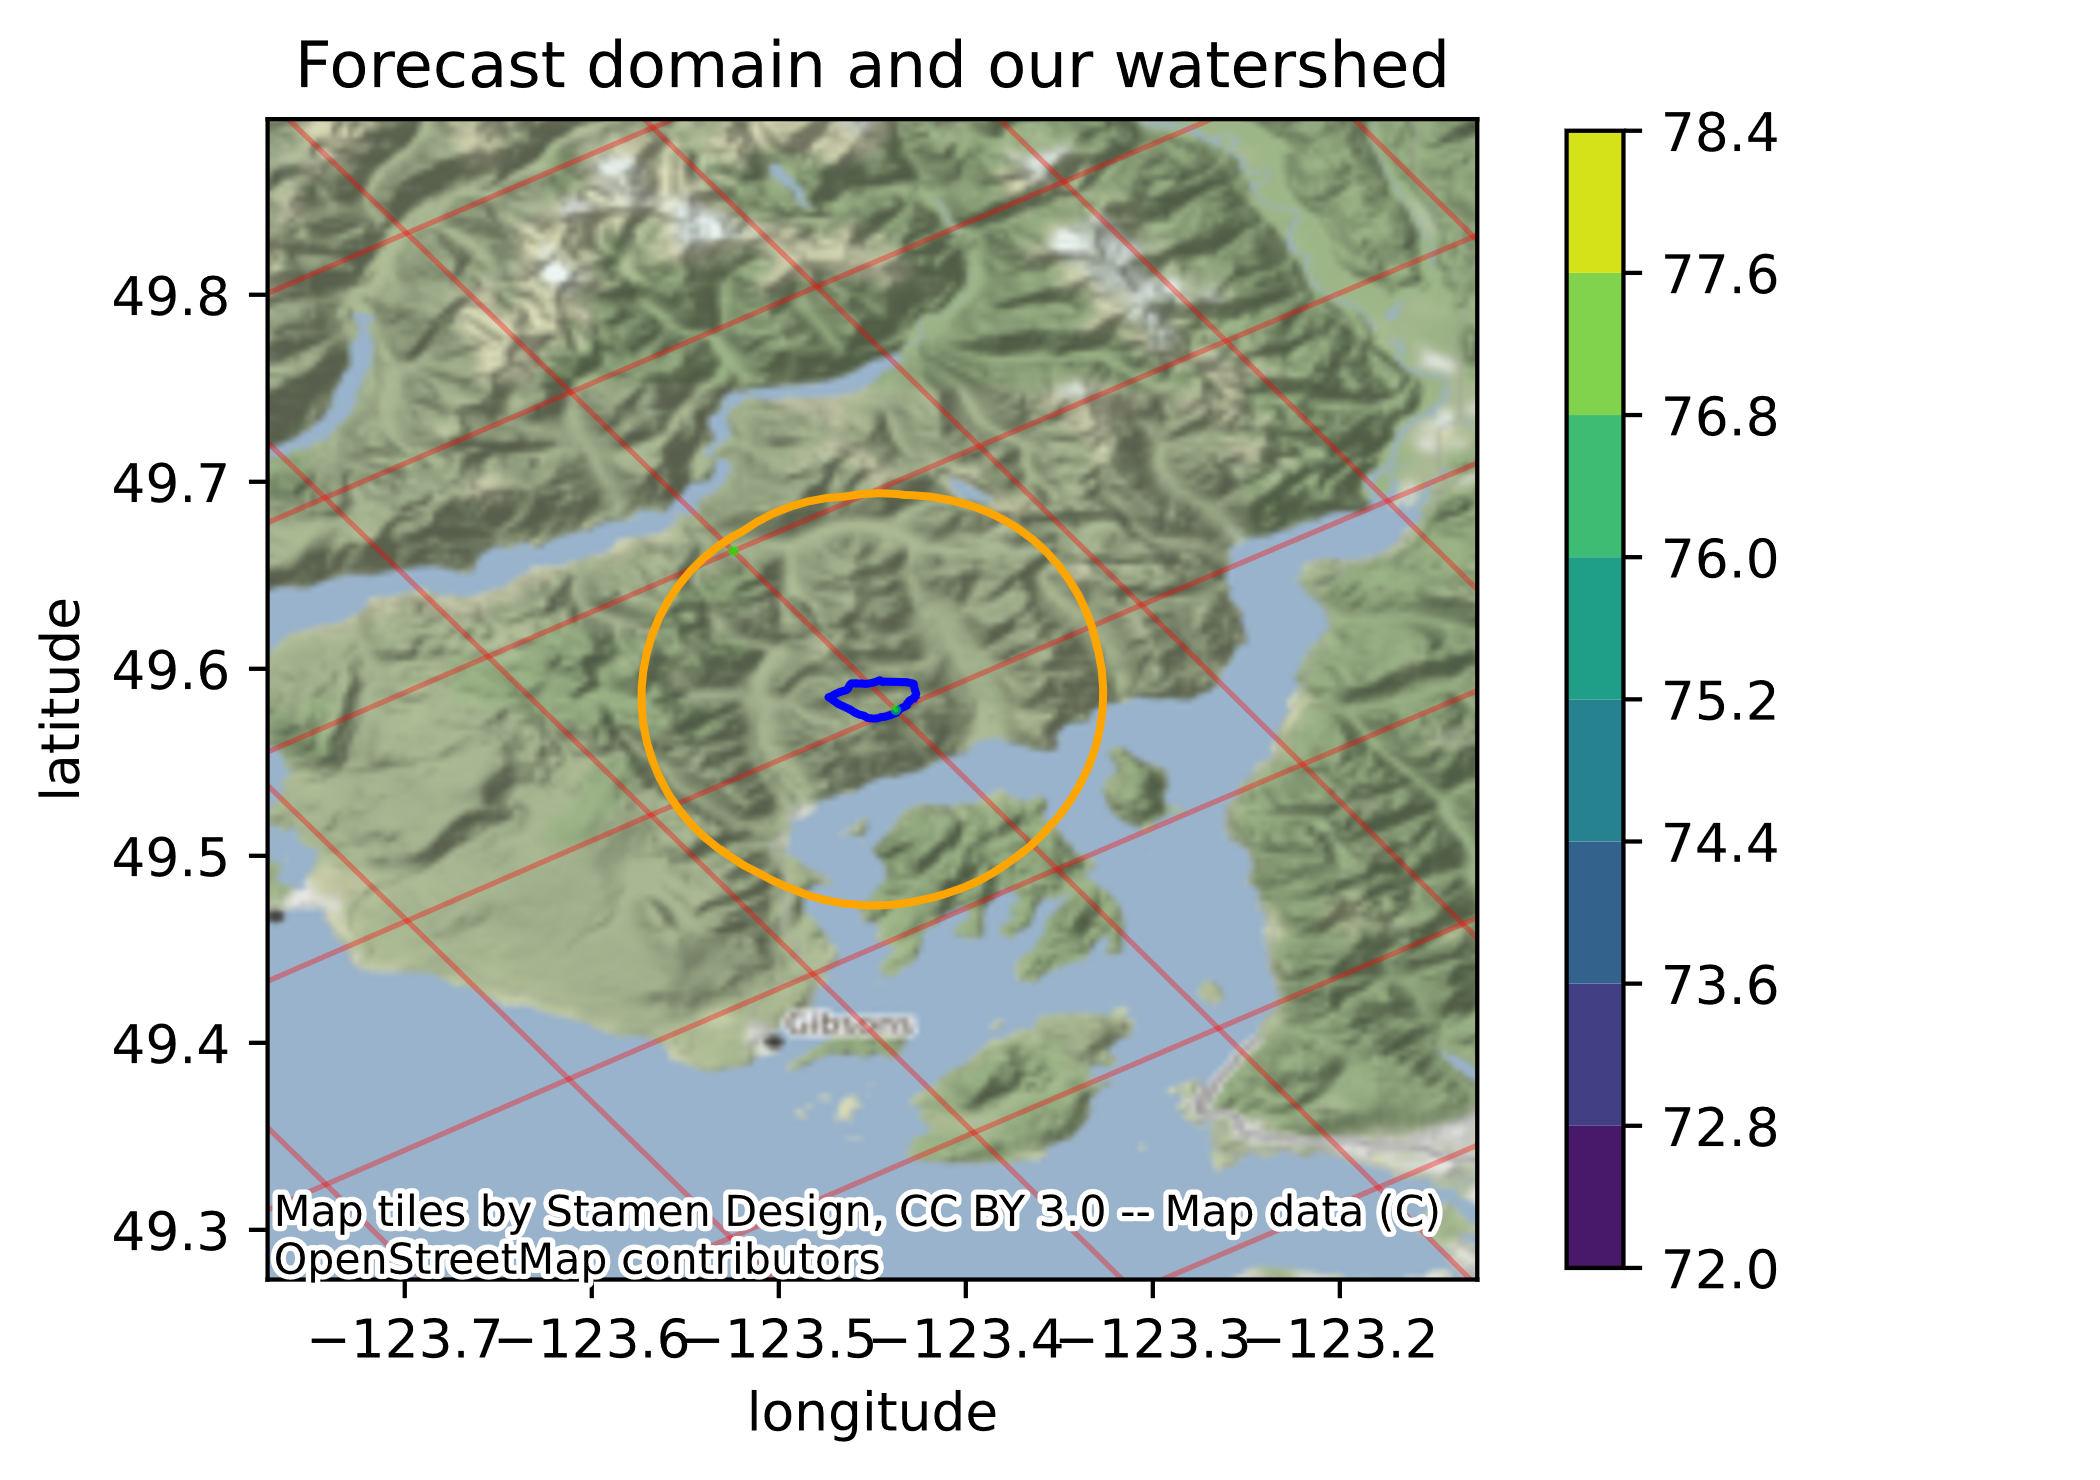 Forecast domain and our watershed
78.4
77.6
76.8
76.0
75.2
74.4
73.6
72.8
72.0
49.8
49.7
49.6
49.5
49.4
49.3
latitude
Gibsons
Map tiles by Stamen Design, CC BY 3.0 -- Map data (C)
OpenStreetMap contributors
−123.7 −123.6 −123.5 −123.4 −123.3 −123.2
longitude